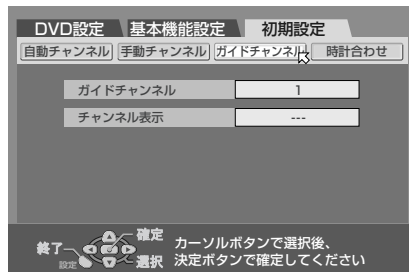 DVD設定 基本機能設定 初期設定
自動チャンネル 手動チャンネル ガイドチャンネル 時計合わせ
ガイドチャンネル 1
チャンネル表示 ---
確定
終了
設定
選択
カーソルボタンで選択後、
決定ボタンで確定してください